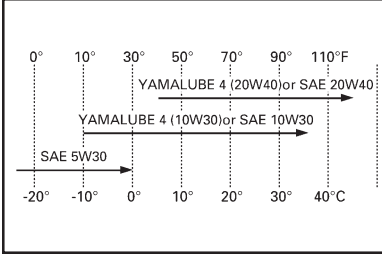 0° 10° 30° 50° 70° 90° 110°F
YAMALUBE 4 (20W40)or SAE 20W40
YAMALUBE 4 (10W30)or SAE 10W30
SAE 5W30
-20° -10° 0° 10° 20° 30° 40°C